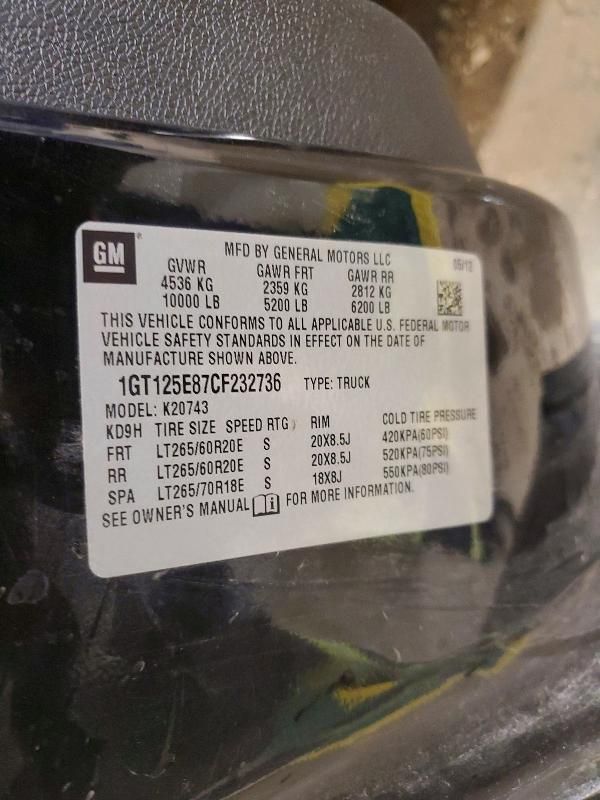 GM
MFD BY GENERAL MOTORS LLC 05/12
GVWR GAWR FRT GAWR RR
4536 KG 2359 KG 2812 KG
10000 LB 5200 LB 6200 LB
THIS VEHICLE CONFORMS TO ALL APPLICABLE U.S. FEDERAL MOTOR
VEHICLE SAFETY STANDARDS IN EFFECT ON THE DATE OF
MANUFACTURE SHOWN ABOVE.
1GT125E87CF232736 TYPE: TRUCK
MODEL: K20743
KD9H TIRE SIZE SPEED RTG RIM COLD TIRE PRESSURE
FRT LT265/60R20E S 20X8.5J 420KPA(60PSI)
RR LT265/60R20E S 20X8.5J 520KPA(75PSI)
SPA LT265/70R18E S 18X8J 550KPA(80PSI)
SEE OWNER'S MANUAL FOR MORE INFORMATION.